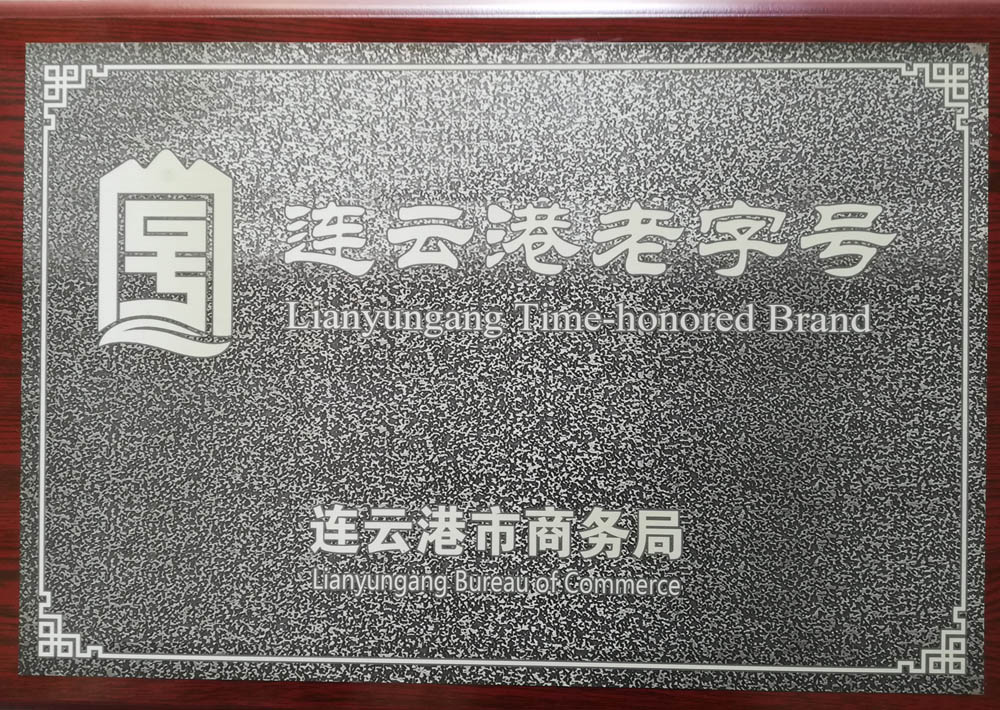 连云港老字号
Lianyungang Time-honored Brand
连云港市商务局
Lianyungang Bureau of Commerce